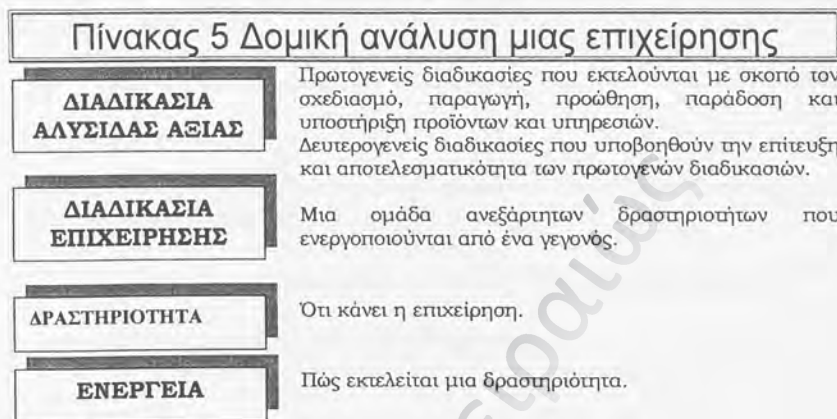 Πίνακας 5 Δομική ανάλυση μιας επιχείρησης
ΔΙΑΔΙΚΑΣΙΑ
ΑΛΥΣΙΔΑΣ ΑΞΙΑΣ
Πρωτογενείς διαδικασίες που εκτελούνται με σκοπό τον
σχεδιασμό, παραγωγή, προώθηση, παράδοση και
υποστήριξη προϊόντων και υπηρεσιών.
Δευτερογενείς διαδικασίες που υποβοηθούν την επίτευξη
και αποτελεσματικότητα των πρωτογενών διαδικασιών.
ΔΙΑΔΙΚΑΣΙΑ
ΕΠΙΧΕΙΡΗΣΗΣ
Μια ομάδα ανεξάρτητων δραστηριοτήτων που
ενεργοποιούνται από ένα γεγονός.
ΔΡΑΣΤΗΡΙΟΤΗΤΑ
Ότι κάνει η επιχείρηση.
ΕΝΕΡΓΕΙΑ
Πώς εκτελείται μια δραστηριότητα.